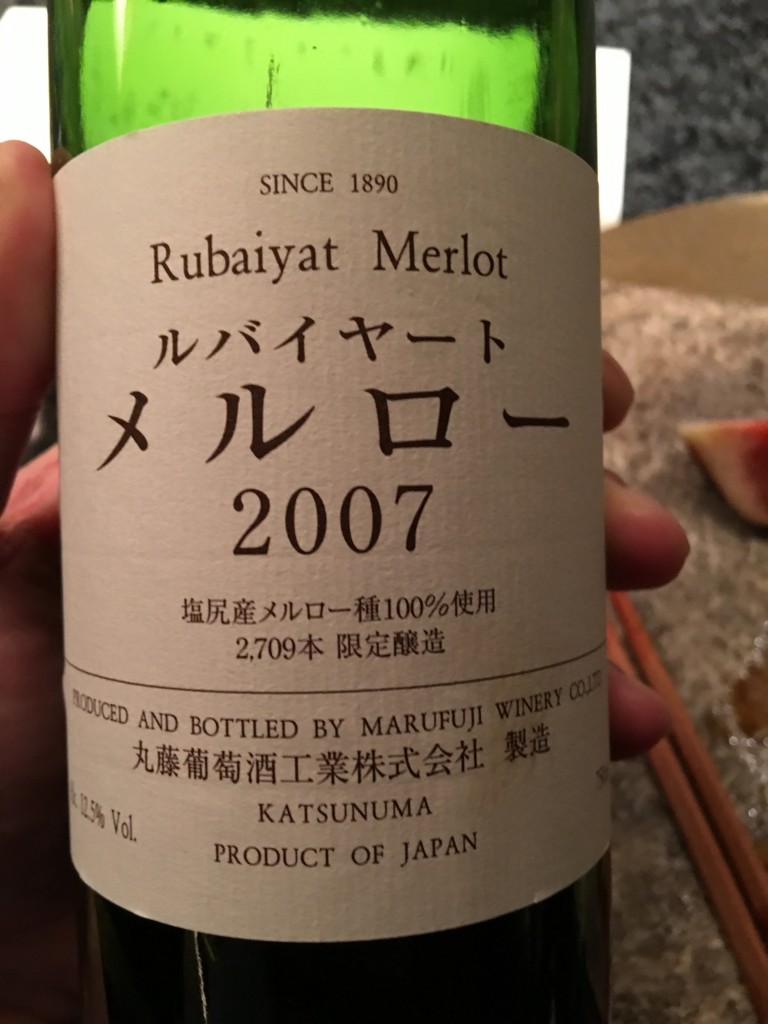 SINCE 1890
Rubaiyat Merlot
ルバイヤート
メルロー
2007
塩尻産メルロー種100%使用
2,709本 限定醸造
PRODUCED AND BOTTLED BY MARUFUJI WINERY CO.,LTD
丸藤葡萄酒工業株式会社 製造
12.5% Vol.
KATSUNUMA
PRODUCT OF JAPAN